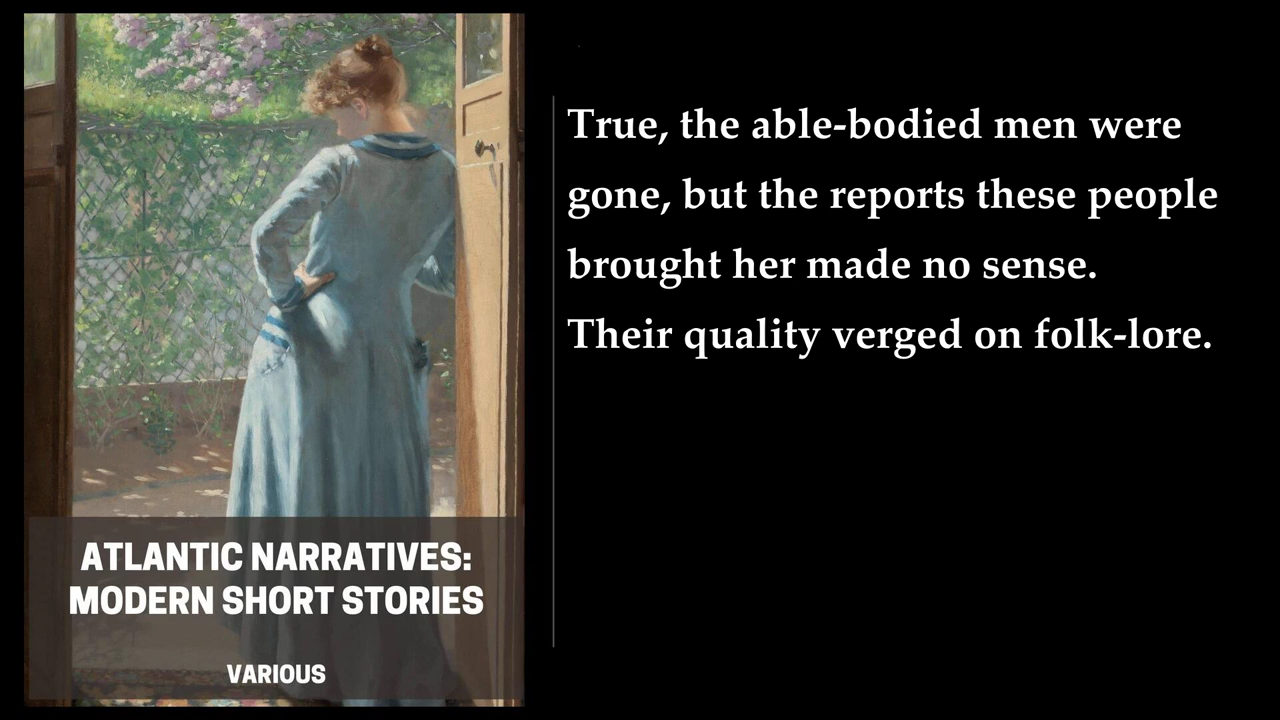 True, the able-bodied men were
gone, but the reports these people
brought her made no sense.
Their quality verged on folk-lore.
ATLANTIC NARRATIVES:
MODERN SHORT STORIES
VARIOUS